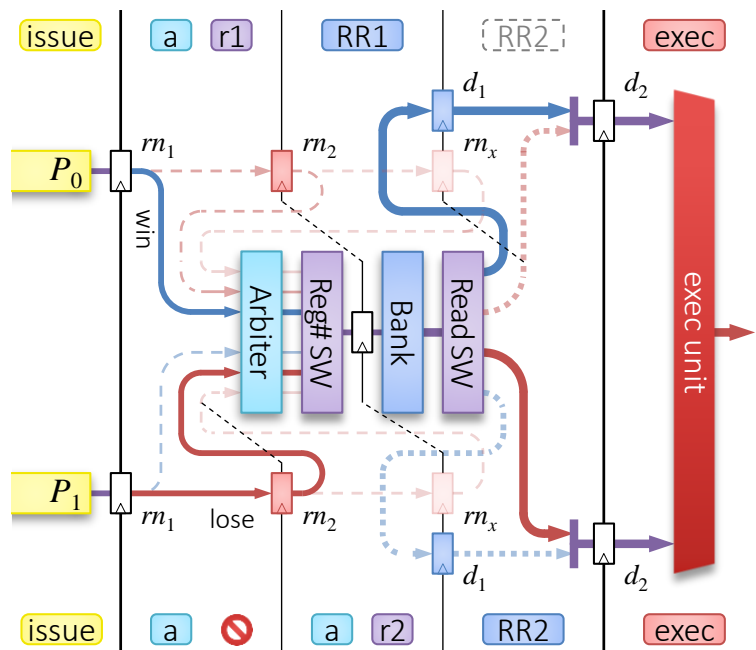 issue a r1 RR1 RR2 exec
d₁ d₂
rn₁ rn₂ rnₓ
P₀
win
Arbiter
Reg# SW
Bank
Read SW
exec unit
P₁
rn₁ lose rn₂ rnₓ
d₁ d₂
issue a a r2 RR2 exec